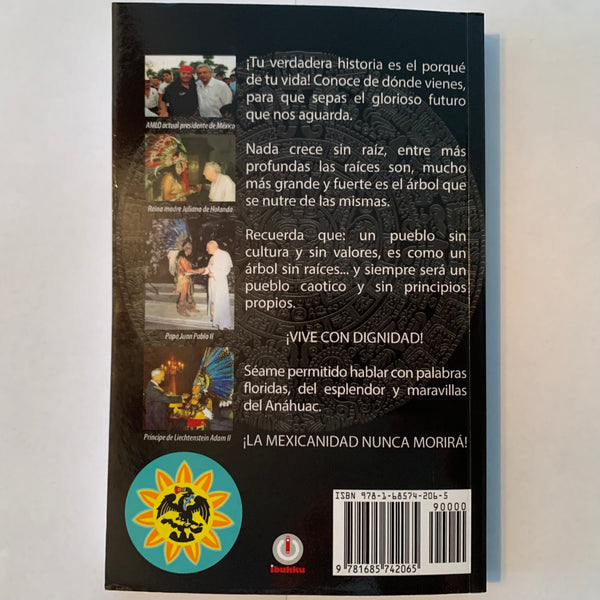 ¡Tu verdadera historia es el porqué
de tu vida! Conoce de dónde vienes,
para que sepas el glorioso futuro
que nos aguarda.
AMLO actual presidente de México
Nada crece sin raíz, entre más
profundas las raíces son, mucho
más grande y fuerte es el árbol que
se nutre de las mismas.
Reina madre Juliana de Holanda
Recuerda que: un pueblo sin
cultura y sin valores, es como un
árbol sin raíces... y siempre será un
pueblo caotico y sin principios
propios.
Papa Juan Pablo II
¡VIVE CON DIGNIDAD!
Séame permitido hablar con palabras
floridas, del esplendor y maravillas
del Anáhuac.
Príncipe de Liechtenstein Adam II
¡LA MEXICANIDAD NUNCA MORIRÁ!
ISBN 978-1-68574-206-5
90000
9 781685 742065
ibukku